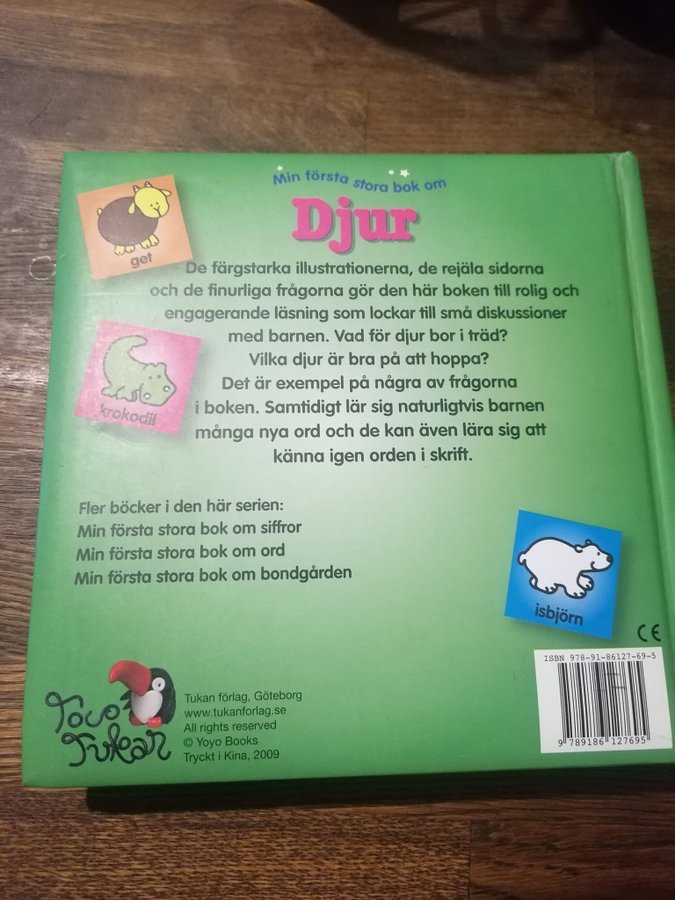 Min första stora bok om
Djur
get
De färgstarka illustrationerna, de rejäla sidorna
och de finurliga frågorna gör den här boken till rolig och
engagerande läsning som lockar till små diskussioner
med barnen. Vad för djur bor i träd?
Vilka djur är bra på att hoppa?
Det är exempel på några av frågorna
i boken. Samtidigt lär sig naturligtvis barnen
många nya ord och de kan även lära sig att
känna igen orden i skrift.
krokodil
Fler böcker i den här serien:
Min första stora bok om siffror
Min första stora bok om ord
Min första stora bok om bondgården
isbjörn
CE
ISBN 978-91-86127-69-5
9 789186 127695
Toco
Tukan
Tukan förlag, Göteborg
www.tukanforlag.se
All rights reserved
© Yoyo Books
Tryckt i Kina, 2009